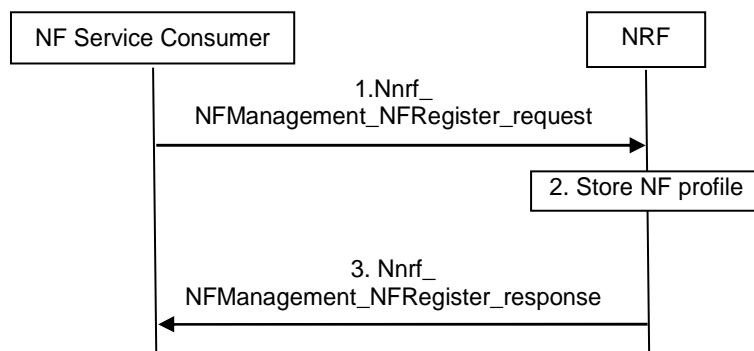 NF Service Consumer
NRF
1.Nnrf_
NFManagement_NFRegister_request
2. Store NF profile
3. Nnrf_
NFManagement_NFRegister_response